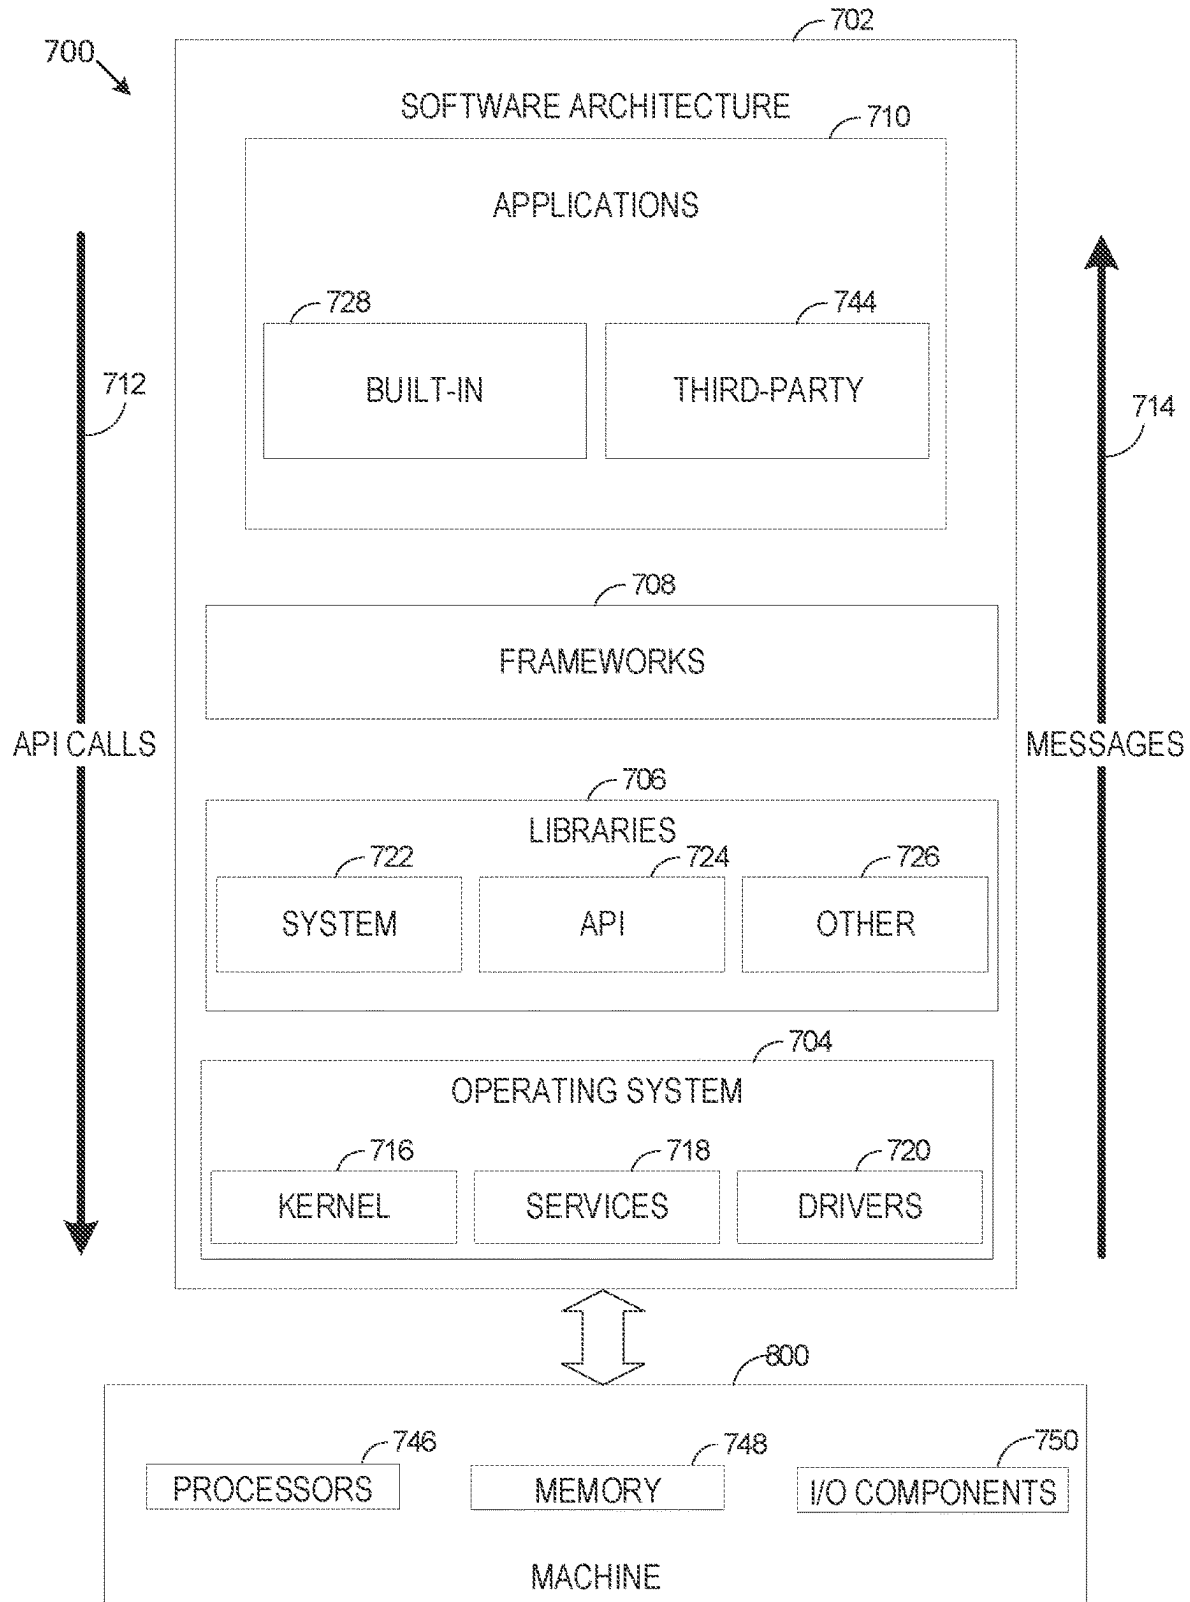 702
700
SOFTWARE ARCHITECTURE
710
APPLICATIONS
728
744
BUILT-IN
THIRD-PARTY
712
714
708
FRAMEWORKS
API CALLS
MESSAGES
706
LIBRARIES
722
724
726
SYSTEM
API
OTHER
704
OPERATING SYSTEM
716
718
720
KERNEL
SERVICES
DRIVERS
800
746
748
750
PROCESSORS
MEMORY
I/O COMPONENTS
MACHINE